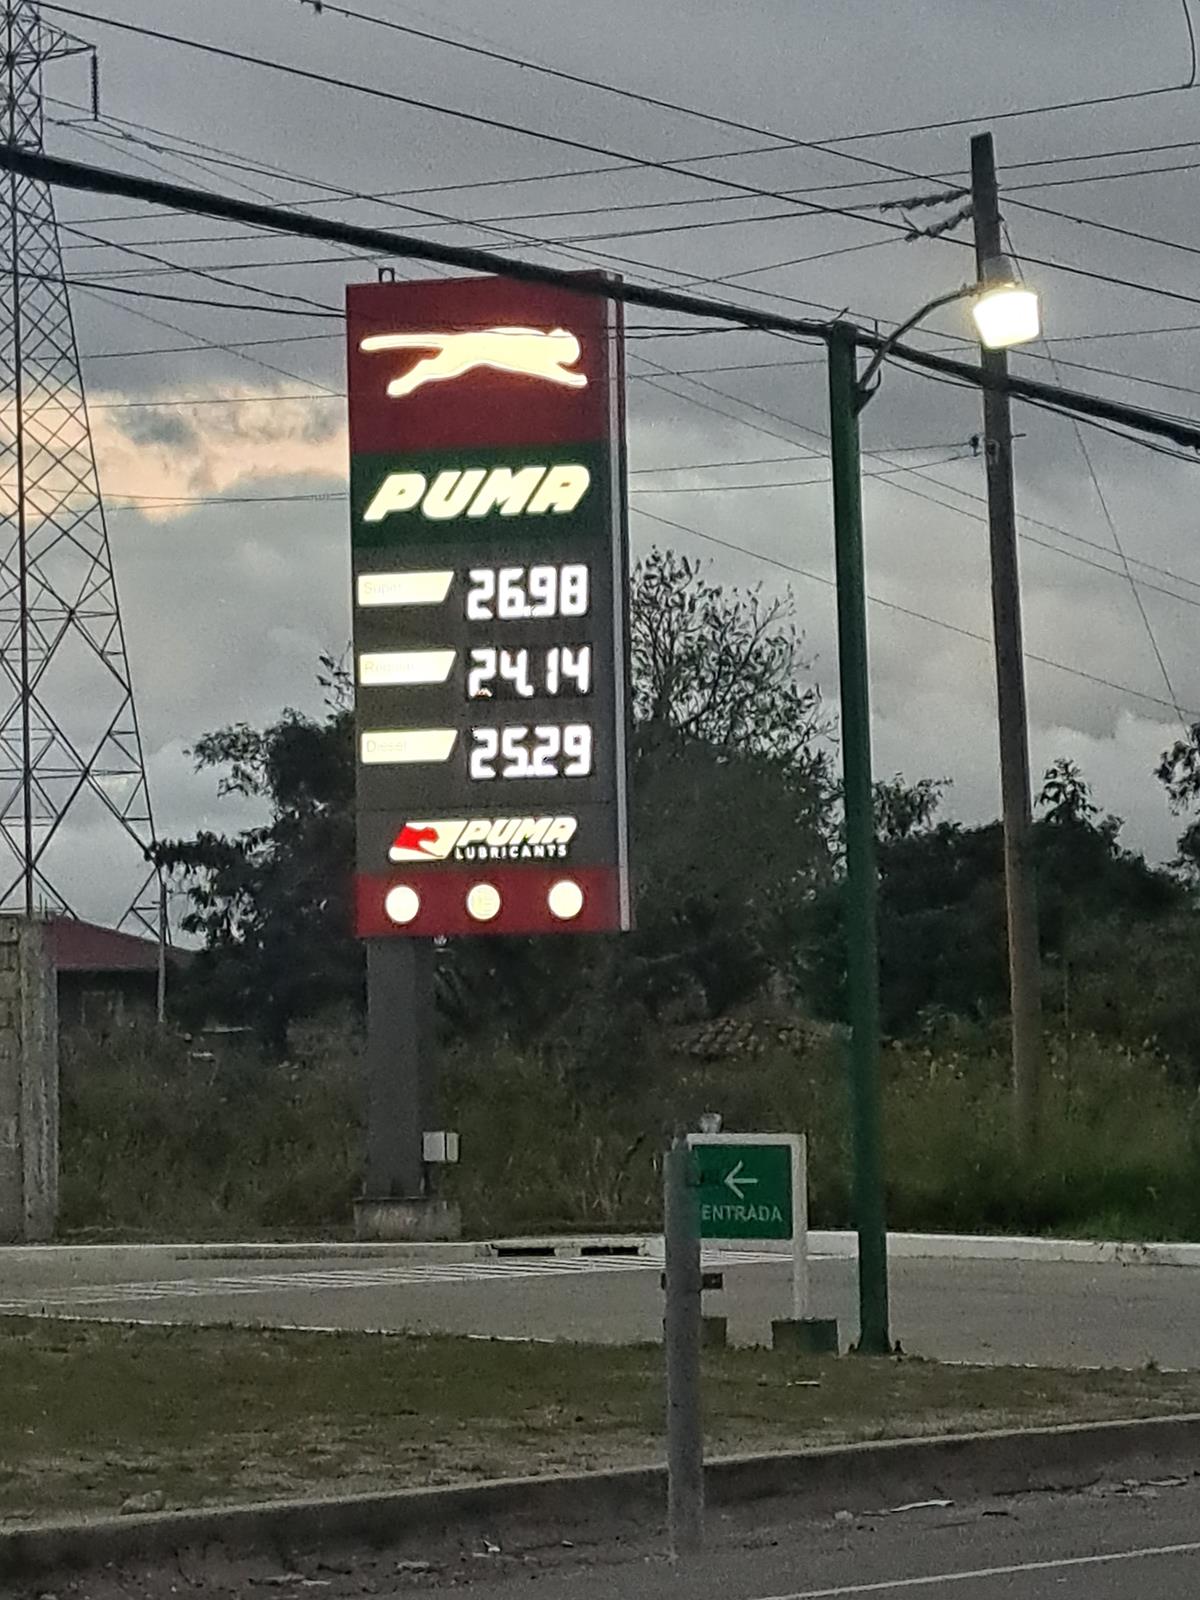 PUMA
Super 26.98
Regular 24.14
Diesel 25.29
PUMA
LUBRICANTS
ENTRADA